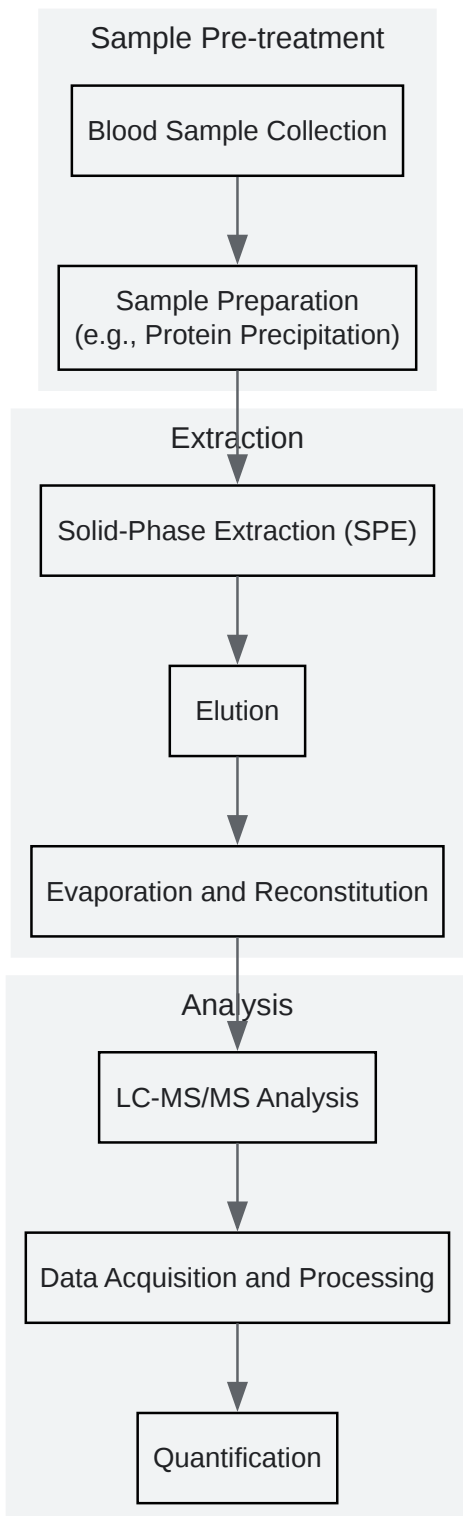 Sample Pre-treatment
Blood Sample Collection
Sample Preparation
(e.g., Protein Precipitation)
Extraction
Solid-Phase Extraction (SPE)
Elution
Evaporation and Reconstitution
Analysis
LC-MS/MS Analysis
Data Acquisition and Processing
Quantification